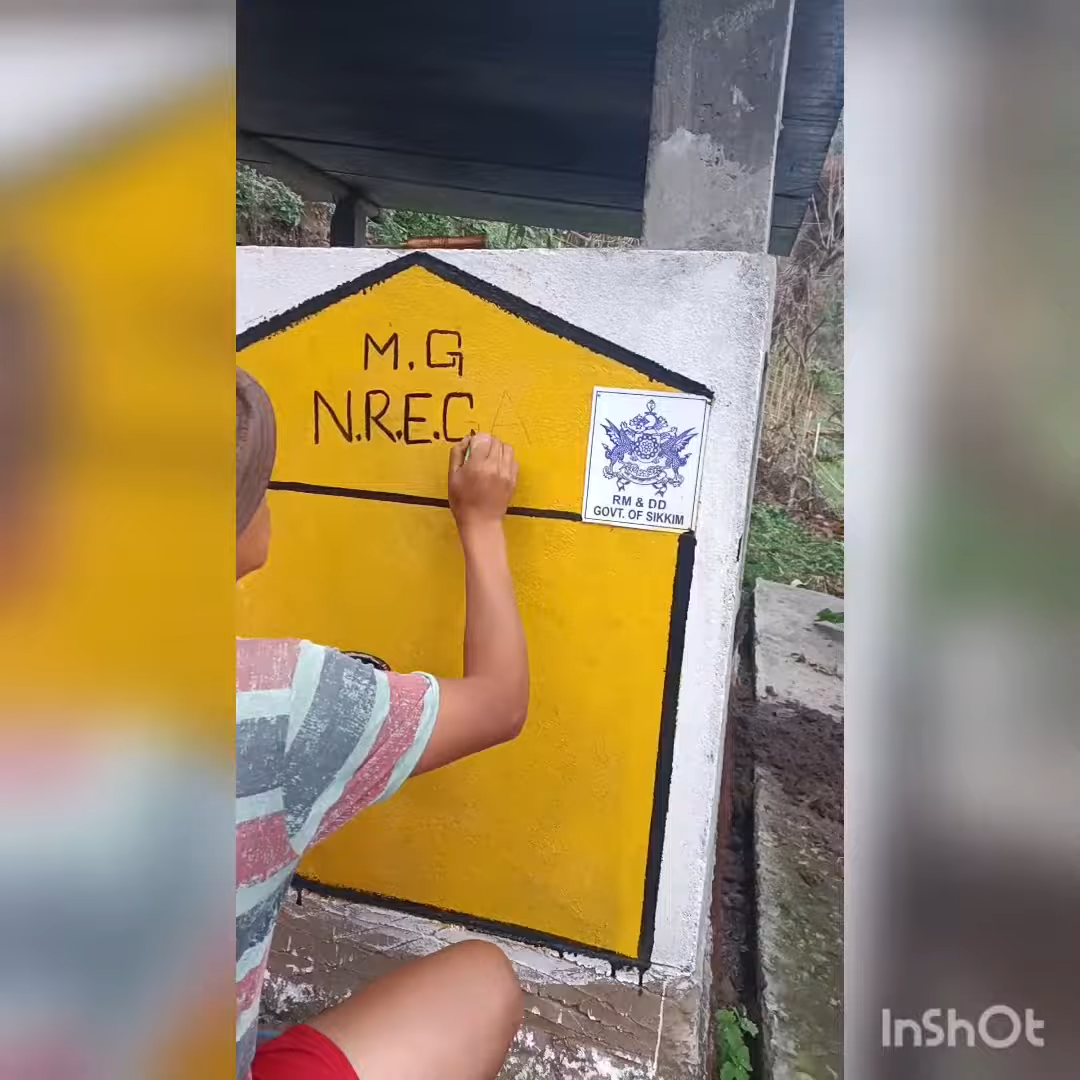 M.G
N.R.E.G A
RM & DD
GOVT. OF SIKKIM
InShOt